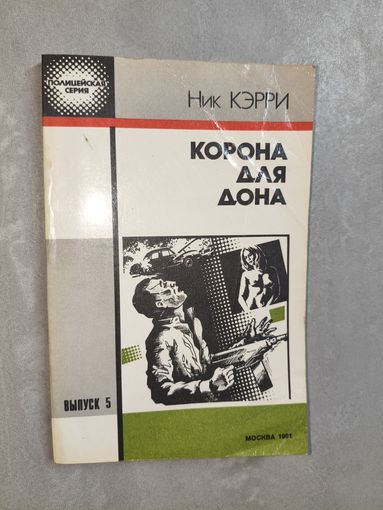 ПОЛИЦЕЙСКАЯ
СЕРИЯ
Ник КЭРРИ
КОРОНА
ДЛЯ
ДОНА
ВЫПУСК 5
МОСКВА 1991